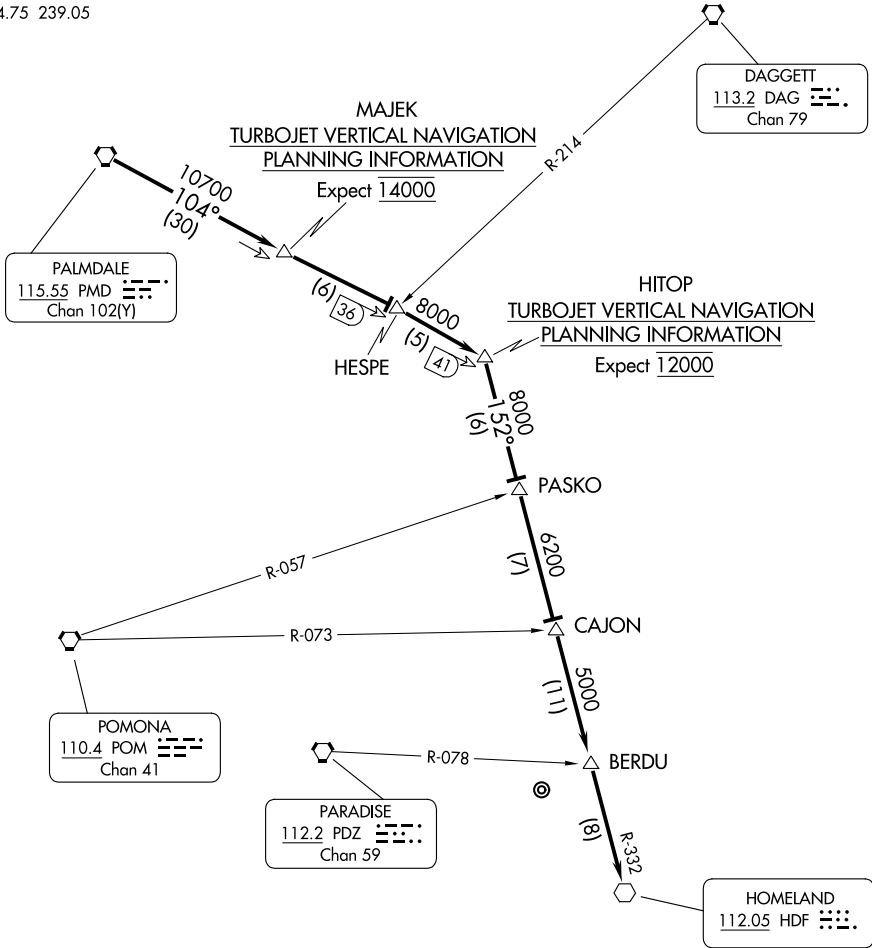 4.75 239.05
DAGGETT
113.2 DAG
Chan 79
MAJEK
TURBOJET VERTICAL NAVIGATION
PLANNING INFORMATION
Expect 14000
R-214
10700
104°
(30)
PALMDALE
115.55 PMD
Chan 102(Y)
(6)
36
HESPE
8000
(5)
41
HITOP
TURBOJET VERTICAL NAVIGATION
PLANNING INFORMATION
Expect 12000
8000
152°
(6)
PASKO
R-057
6200
(7)
R-073
CAJON
POMONA
110.4 POM
Chan 41
5000
(11)
R-078
BERDU
PARADISE
112.2 PDZ
Chan 59
(8)
R-332
HOMELAND
112.05 HDF